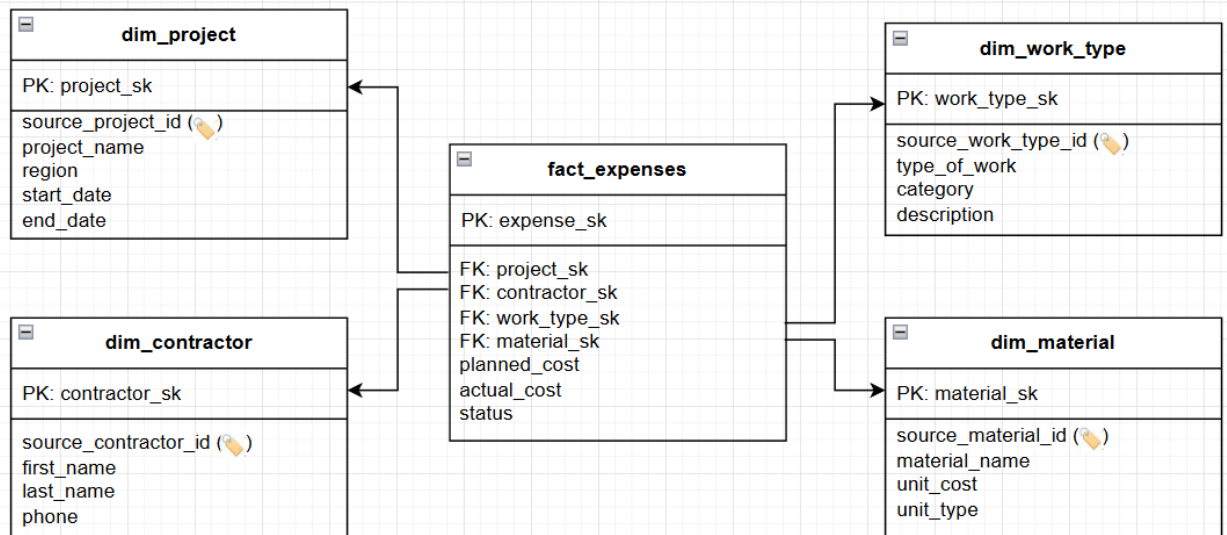 dim_project
PK: project_sk
source_project_id (🏷️)
project_name
region
start_date
end_date
dim_contractor
PK: contractor_sk
source_contractor_id (🏷️)
first_name
last_name
phone
fact_expenses
PK: expense_sk
FK: project_sk
FK: contractor_sk
FK: work_type_sk
FK: material_sk
planned_cost
actual_cost
status
dim_work_type
PK: work_type_sk
source_work_type_id (🏷️)
type_of_work
category
description
dim_material
PK: material_sk
source_material_id (🏷️)
material_name
unit_cost
unit_type